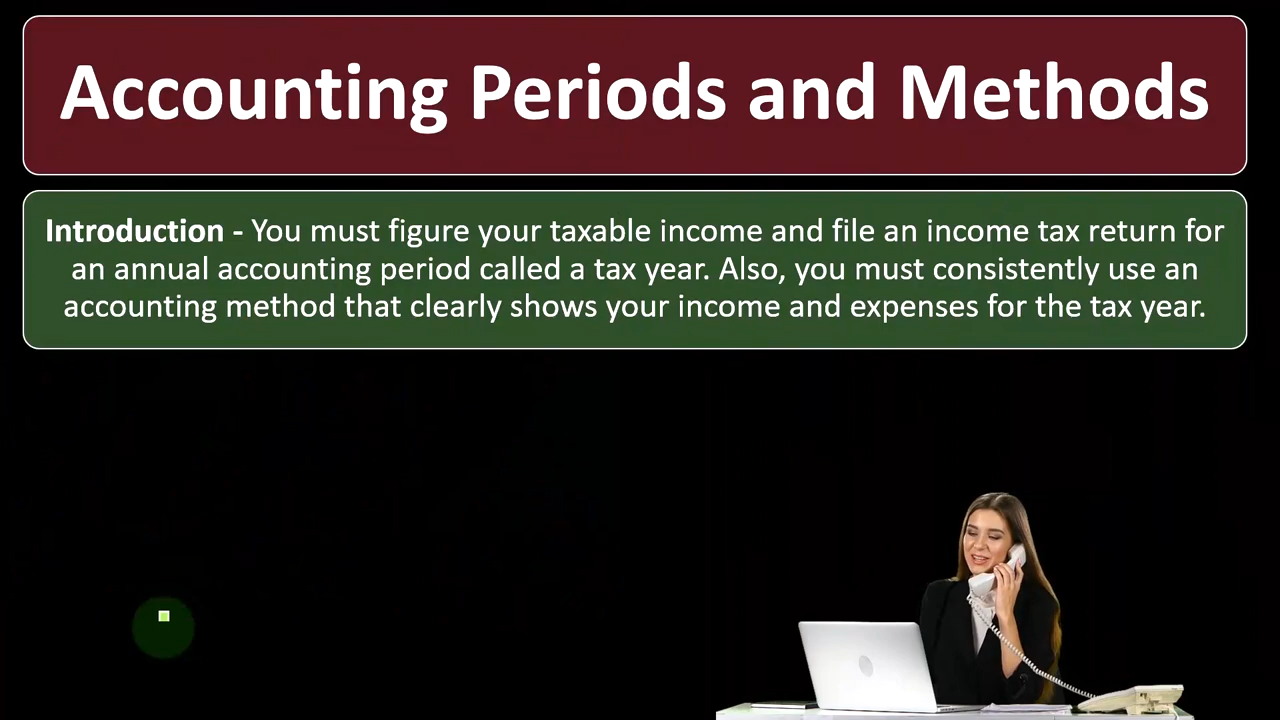 Accounting Periods and Methods
Introduction - You must figure your taxable income and file an income tax return for
an annual accounting period called a tax year. Also, you must consistently use an
accounting method that clearly shows your income and expenses for the tax year.